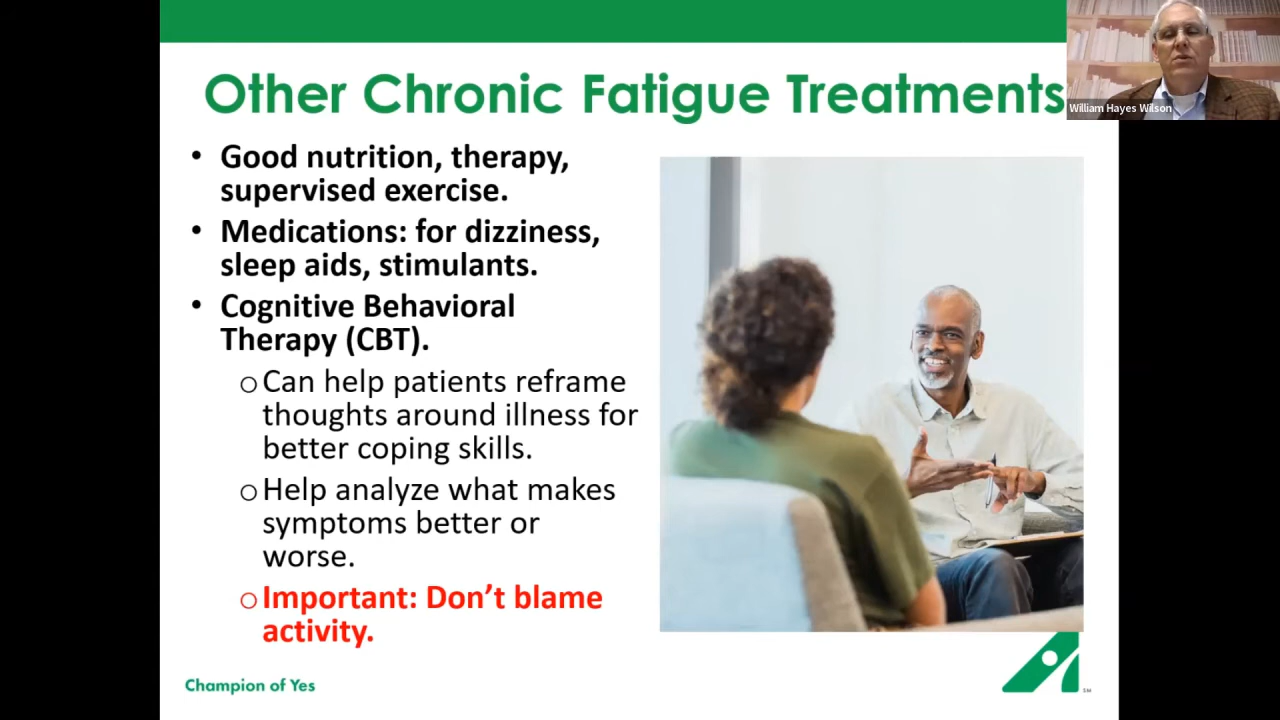 Other Chronic Fatigue Treatments
William Hayes Wilson
• Good nutrition, therapy,
supervised exercise.
• Medications: for dizziness,
sleep aids, stimulants.
• Cognitive Behavioral
Therapy (CBT).
o Can help patients reframe
thoughts around illness for
better coping skills.
o Help analyze what makes
symptoms better or
worse.
o Important: Don’t blame
activity.
Champion of Yes
SM